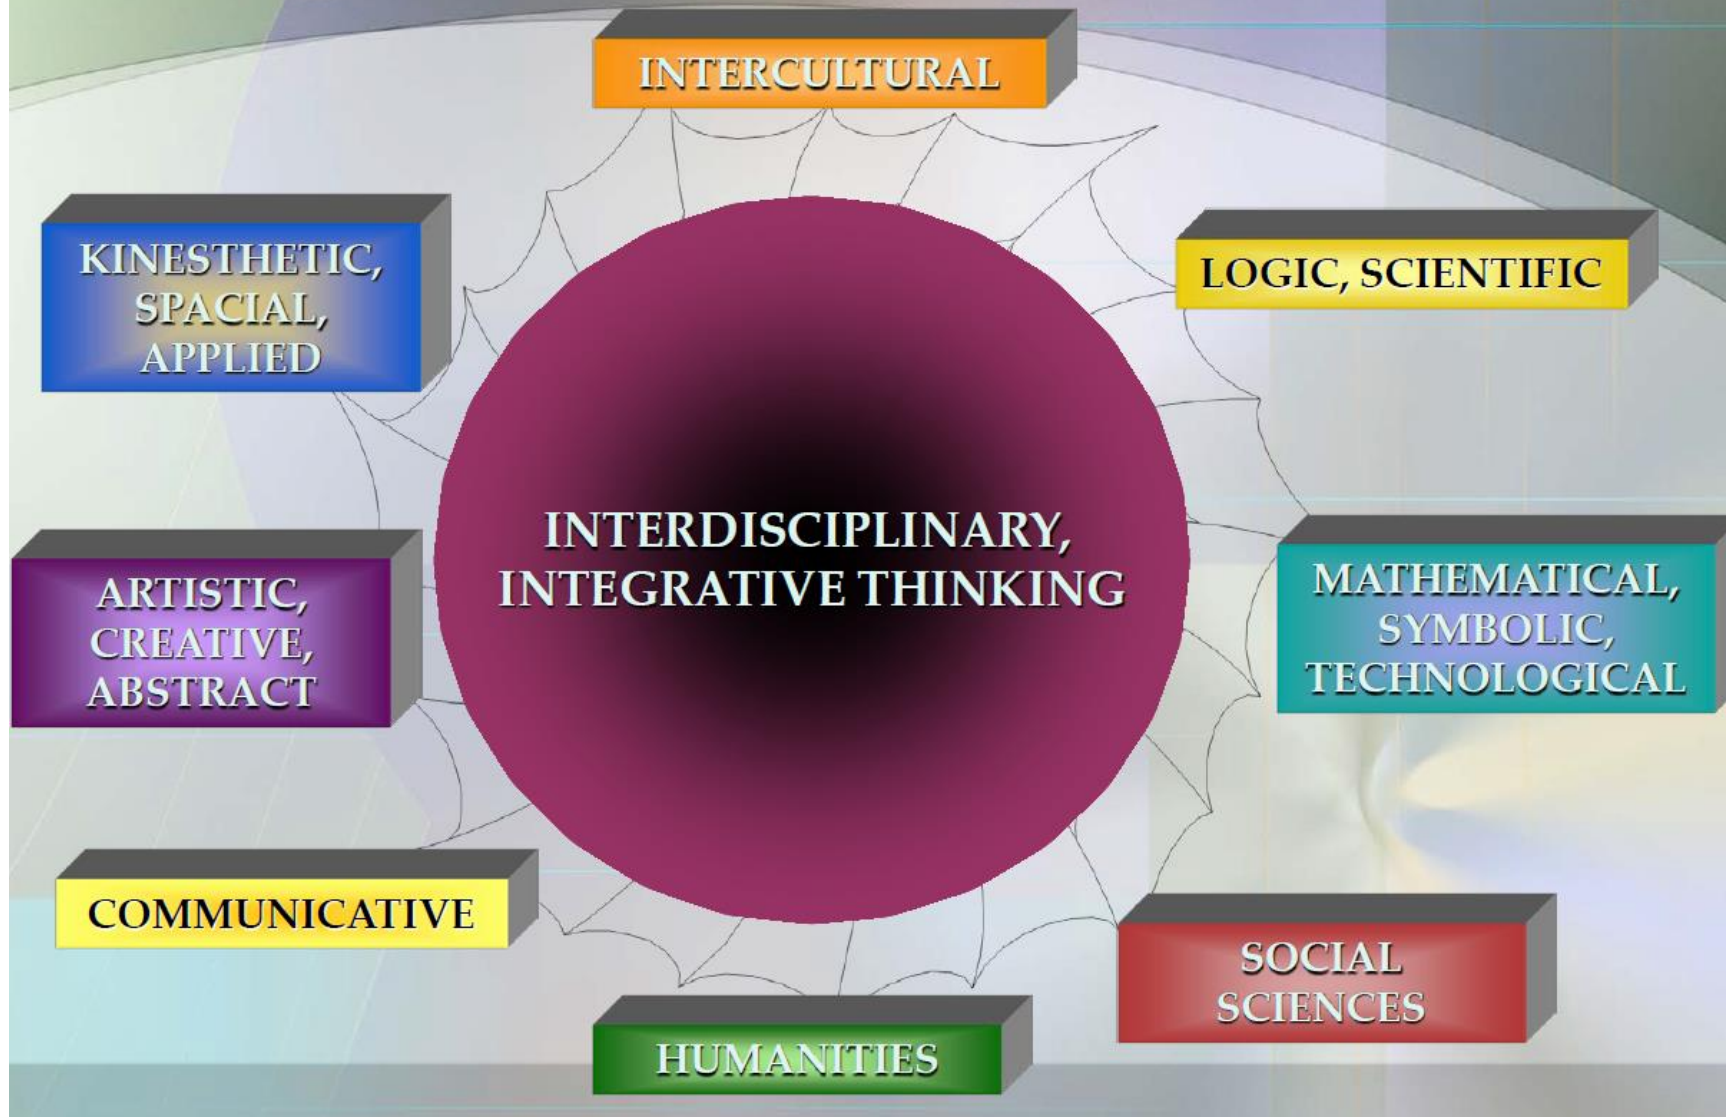 INTERCULTURAL
KINESTHETIC,
SPACIAL,
APPLIED
LOGIC, SCIENTIFIC
INTERDISCIPLINARY,
INTEGRATIVE THINKING
ARTISTIC,
CREATIVE,
ABSTRACT
MATHEMATICAL,
SYMBOLIC,
TECHNOLOGICAL
COMMUNICATIVE
SOCIAL
SCIENCES
HUMANITIES